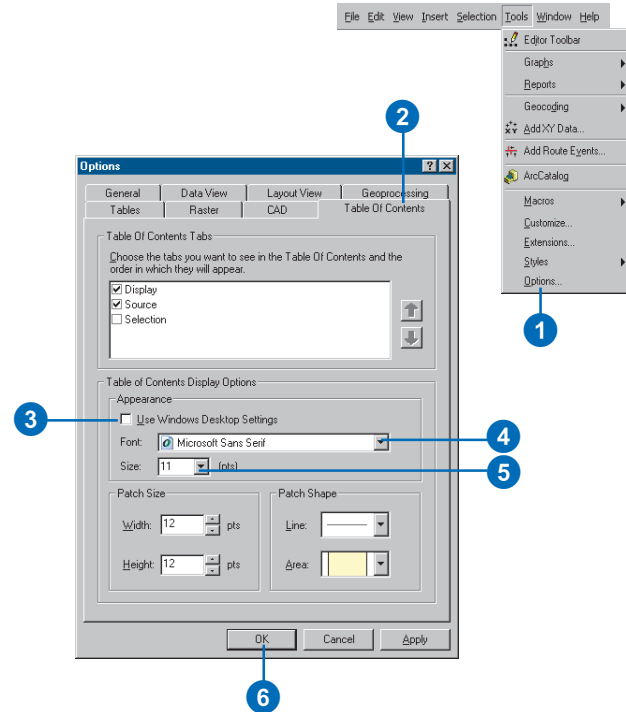 File Edit View Insert Selection Tools Window Help
Editor Toolbar
Graphs
Reports
Geocoding
Add XY Data...
Add Route Events...
ArcCatalog
Macros
Customize...
Extensions...
Styles
Options...
1
2
Options
General Data View Layout View Geoprocessing
Tables Raster CAD Table Of Contents
Table Of Contents Tabs
Choose the tabs you want to see in the Table Of Contents and the
order in which they will appear.
Display
Source
Selection
Table of Contents Display Options
Appearance
3
Use Windows Desktop Settings
Font: Microsoft Sans Serif
4
Size: 11 (pts)
5
Patch Size Patch Shape
Width: 12 pts Line:
Height: 12 pts Area:
OK Cancel Apply
6